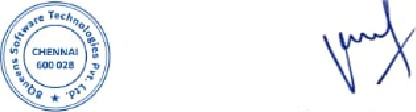 8Queens Software Technologies Pvt. Ltd.
CHENNAI
600 028